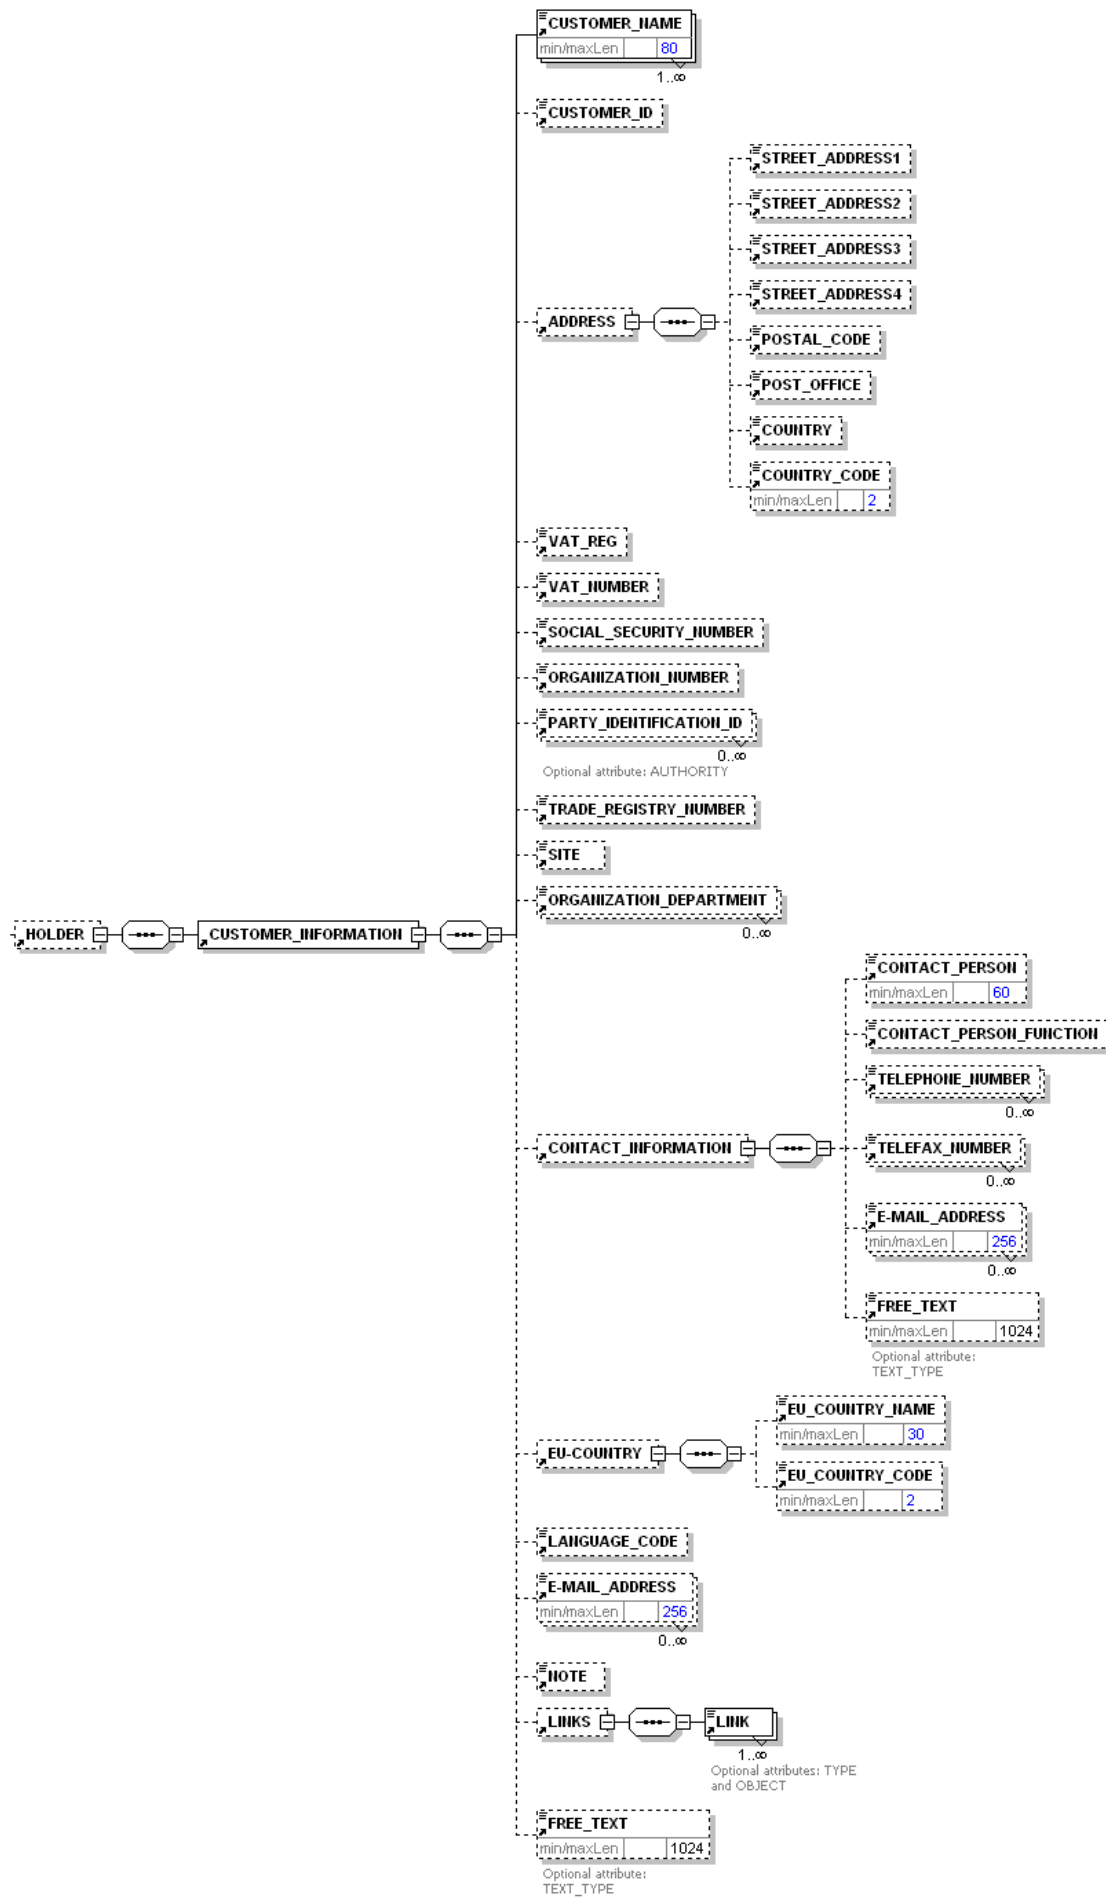 CUSTOMER_NAME
min/maxLen 80
1..∞
CUSTOMER_ID
STREET_ADDRESS1
STREET_ADDRESS2
STREET_ADDRESS3
STREET_ADDRESS4
ADDRESS
POSTAL_CODE
POST_OFFICE
COUNTRY
COUNTRY_CODE
min/maxLen 2
VAT_REG
VAT_NUMBER
SOCIAL_SECURITY_NUMBER
ORGANIZATION_NUMBER
PARTY_IDENTIFICATION_ID
0..∞
Optional attribute: AUTHORITY
TRADE_REGISTRY_NUMBER
SITE
ORGANIZATION_DEPARTMENT
0..∞
HOLDER
CUSTOMER_INFORMATION
CONTACT_PERSON
min/maxLen 60
CONTACT_PERSON_FUNCTION
TELEPHONE_NUMBER
0..∞
CONTACT_INFORMATION
TELEFAX_NUMBER
0..∞
E-MAIL_ADDRESS
min/maxLen 256
0..∞
FREE_TEXT
min/maxLen 1024
Optional attribute:
TEXT_TYPE
EU_COUNTRY_NAME
min/maxLen 30
EU-COUNTRY
EU_COUNTRY_CODE
min/maxLen 2
LANGUAGE_CODE
E-MAIL_ADDRESS
min/maxLen 256
0..∞
NOTE
LINKS
LINK
1..∞
Optional attributes: TYPE
and OBJECT
FREE_TEXT
min/maxLen 1024
Optional attribute:
TEXT_TYPE